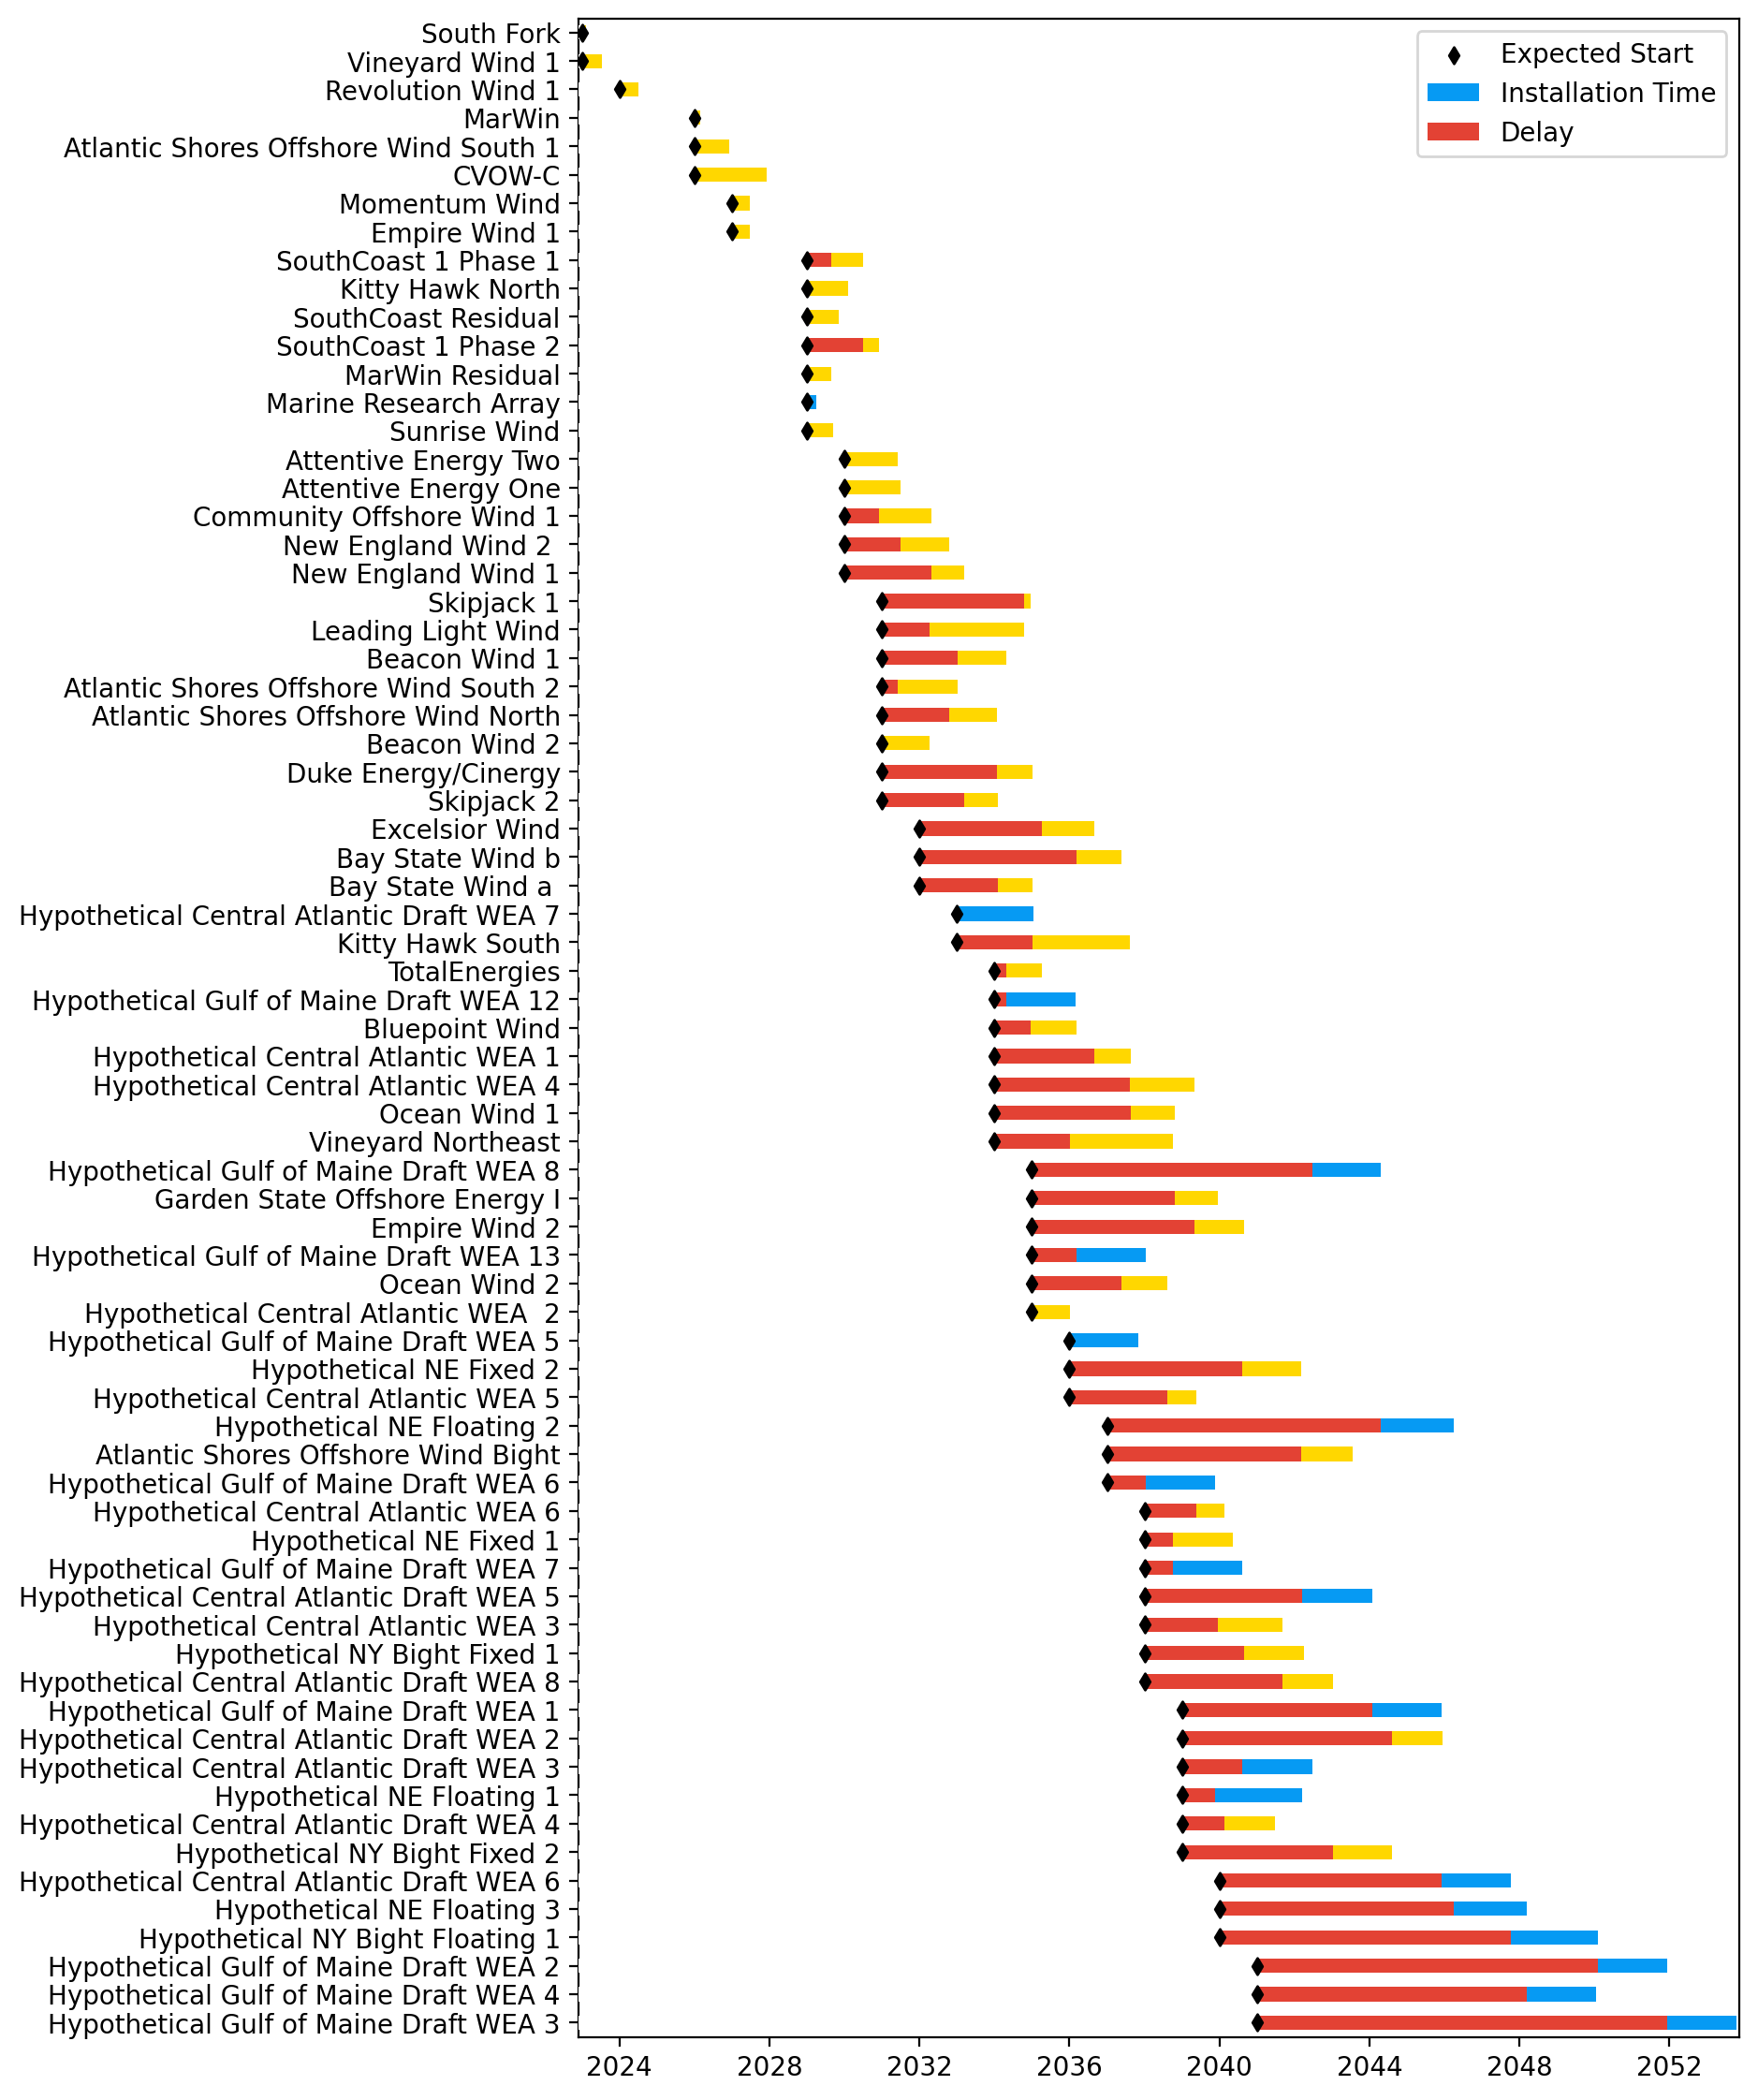 South Fork
Vineyard Wind 1
Revolution Wind 1
MarWin
Atlantic Shores Offshore Wind South 1
CVOW-C
Momentum Wind
Empire Wind 1
SouthCoast 1 Phase 1
Kitty Hawk North
SouthCoast Residual
SouthCoast 1 Phase 2
MarWin Residual
Marine Research Array
Sunrise Wind
Attentive Energy Two
Attentive Energy One
Community Offshore Wind 1
New England Wind 2
New England Wind 1
Skipjack 1
Leading Light Wind
Beacon Wind 1
Atlantic Shores Offshore Wind South 2
Atlantic Shores Offshore Wind North
Beacon Wind 2
Duke Energy/Cinergy
Skipjack 2
Excelsior Wind
Bay State Wind b
Bay State Wind a
Hypothetical Central Atlantic Draft WEA 7
Kitty Hawk South
TotalEnergies
Hypothetical Gulf of Maine Draft WEA 12
Bluepoint Wind
Hypothetical Central Atlantic WEA 1
Hypothetical Central Atlantic WEA 4
Ocean Wind 1
Vineyard Northeast
Hypothetical Gulf of Maine Draft WEA 8
Garden State Offshore Energy I
Empire Wind 2
Hypothetical Gulf of Maine Draft WEA 13
Ocean Wind 2
Hypothetical Central Atlantic WEA  2
Hypothetical Gulf of Maine Draft WEA 5
Hypothetical NE Fixed 2
Hypothetical Central Atlantic WEA 5
Hypothetical NE Floating 2
Atlantic Shores Offshore Wind Bight
Hypothetical Gulf of Maine Draft WEA 6
Hypothetical Central Atlantic WEA 6
Hypothetical NE Fixed 1
Hypothetical Gulf of Maine Draft WEA 7
Hypothetical Central Atlantic Draft WEA 5
Hypothetical Central Atlantic WEA 3
Hypothetical NY Bight Fixed 1
Hypothetical Central Atlantic Draft WEA 8
Hypothetical Gulf of Maine Draft WEA 1
Hypothetical Central Atlantic Draft WEA 2
Hypothetical Central Atlantic Draft WEA 3
Hypothetical NE Floating 1
Hypothetical Central Atlantic Draft WEA 4
Hypothetical NY Bight Fixed 2
Hypothetical Central Atlantic Draft WEA 6
Hypothetical NE Floating 3
Hypothetical NY Bight Floating 1
Hypothetical Gulf of Maine Draft WEA 2
Hypothetical Gulf of Maine Draft WEA 4
Hypothetical Gulf of Maine Draft WEA 3
Expected Start
Installation Time
Delay
2024 2028 2032 2036 2040 2044 2048 2052